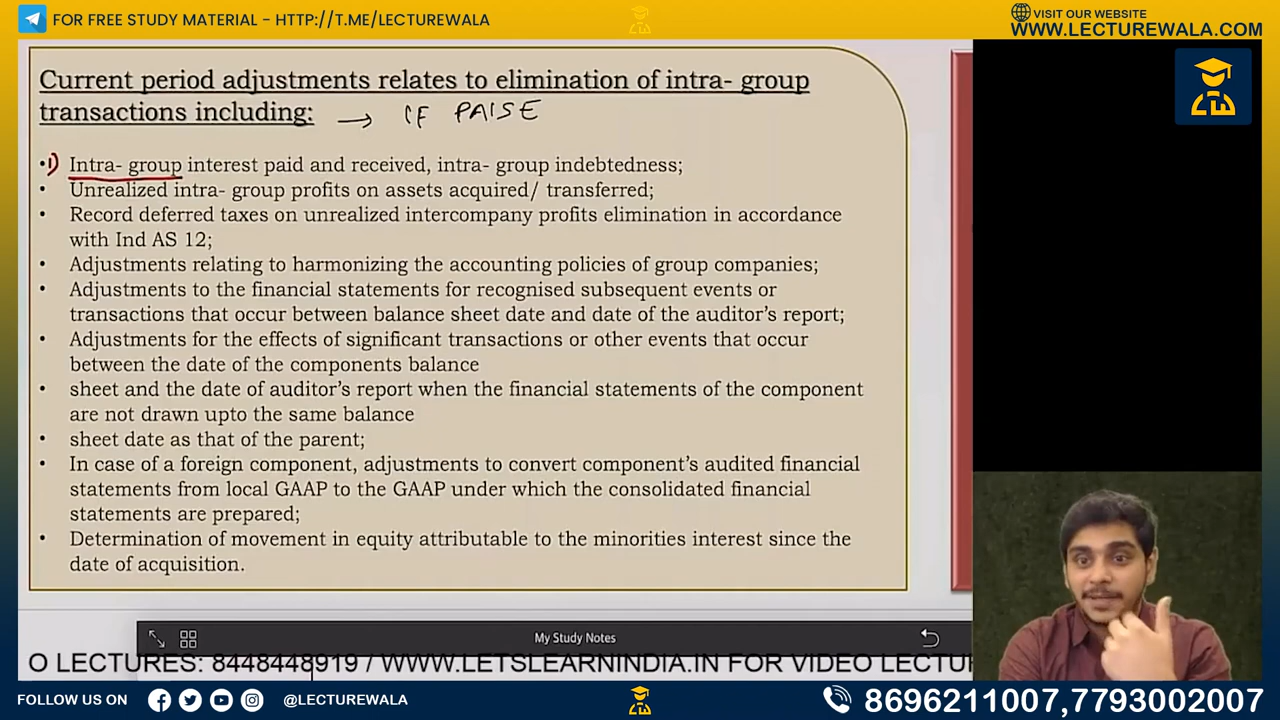 FOR FREE STUDY MATERIAL - HTTP://T.ME/LECTUREWALA
VISIT OUR WEBSITE
WWW.LECTUREWALA.COM
Current period adjustments relates to elimination of intra- group
transactions including: → IF PAISE
• 1) Intra- group interest paid and received, intra- group indebtedness;
• Unrealized intra- group profits on assets acquired/ transferred;
• Record deferred taxes on unrealized intercompany profits elimination in accordance
with Ind AS 12;
• Adjustments relating to harmonizing the accounting policies of group companies;
• Adjustments to the financial statements for recognised subsequent events or
transactions that occur between balance sheet date and date of the auditor's report;
• Adjustments for the effects of significant transactions or other events that occur
between the date of the components balance
• sheet and the date of auditor's report when the financial statements of the component
are not drawn upto the same balance
• sheet date as that of the parent;
• In case of a foreign component, adjustments to convert component's audited financial
statements from local GAAP to the GAAP under which the consolidated financial
statements are prepared;
• Determination of movement in equity attributable to the minorities interest since the
date of acquisition.
My Study Notes
O LECTURES: 8448448919 / WWW.LETSLEARNINDIA.IN FOR VIDEO LECTU
FOLLOW US ON
@LECTUREWALA
8696211007,7793002007